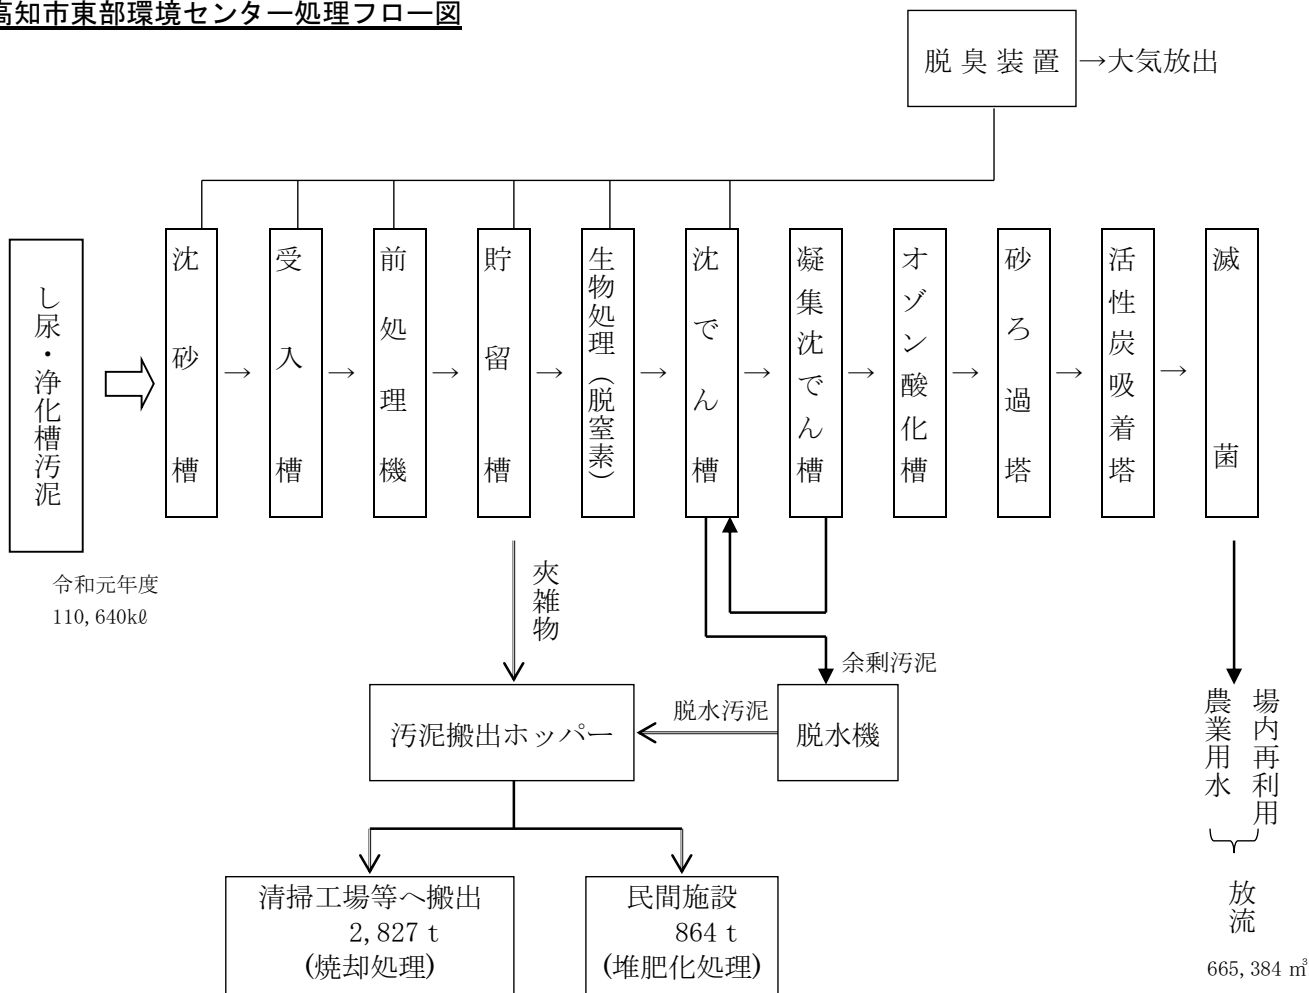 高知市東部環境センター処理フロー図
脱臭装置→大気放出
し尿・浄化槽汚泥
令和元年度
110,640kℓ
沈砂槽
→
受入槽
→
前処理機
→
貯留槽
→
生物処理（脱窒素）
→
沈でん槽
→
凝集沈でん槽
→
オゾン酸化槽
→
砂ろ過塔
→
活性炭吸着塔
→
滅菌
夾雑物
余剰汚泥
脱水汚泥
汚泥搬出ホッパー
脱水機
清掃工場等へ搬出
2,827ｔ
(焼却処理)
民間施設
864ｔ
(堆肥化処理)
場内再利用
農業用水
放流
665,384 ㎥